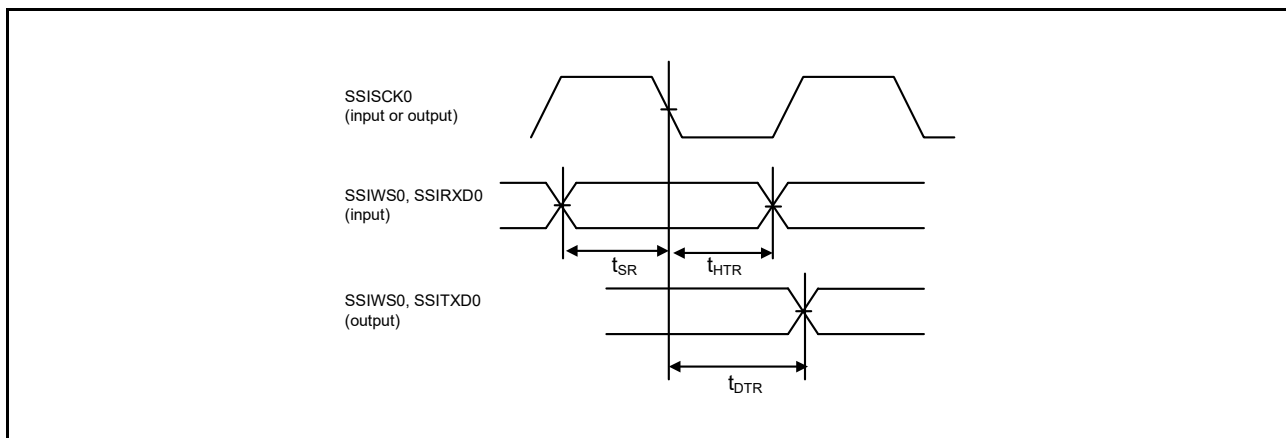 SSISCK0
(input or output)
SSIWS0, SSIRXD0
(input)
tSR
tHTR
SSIWS0, SSITXD0
(output)
tDTR